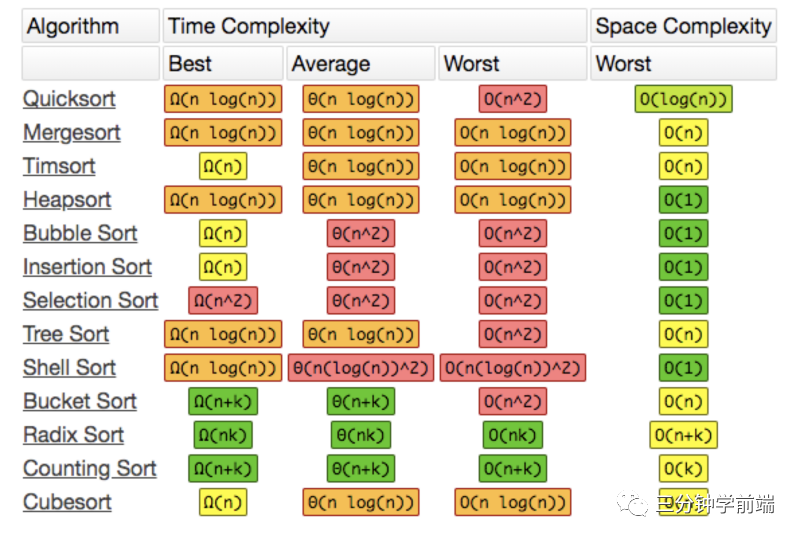 Algorithm Time Complexity Space Complexity
Best Average Worst Worst
Quicksort Ω(n log(n)) θ(n log(n)) O(n^2) O(log(n))
Mergesort Ω(n log(n)) θ(n log(n)) O(n log(n)) O(n)
Timsort Ω(n) θ(n log(n)) O(n log(n)) O(n)
Heapsort Ω(n log(n)) θ(n log(n)) O(n log(n)) O(1)
Bubble Sort Ω(n) θ(n^2) O(n^2) O(1)
Insertion Sort Ω(n) θ(n^2) O(n^2) O(1)
Selection Sort Ω(n^2) θ(n^2) O(n^2) O(1)
Tree Sort Ω(n log(n)) θ(n log(n)) O(n^2) O(n)
Shell Sort Ω(n log(n)) θ(n(log(n))^2) O(n(log(n))^2) O(1)
Bucket Sort Ω(n+k) θ(n+k) O(n^2) O(n)
Radix Sort Ω(nk) θ(nk) O(nk) O(n+k)
Counting Sort Ω(n+k) θ(n+k) O(n+k) O(k)
Cubesort Ω(n) θ(n log(n)) O(n log(n))
三分钟学前端